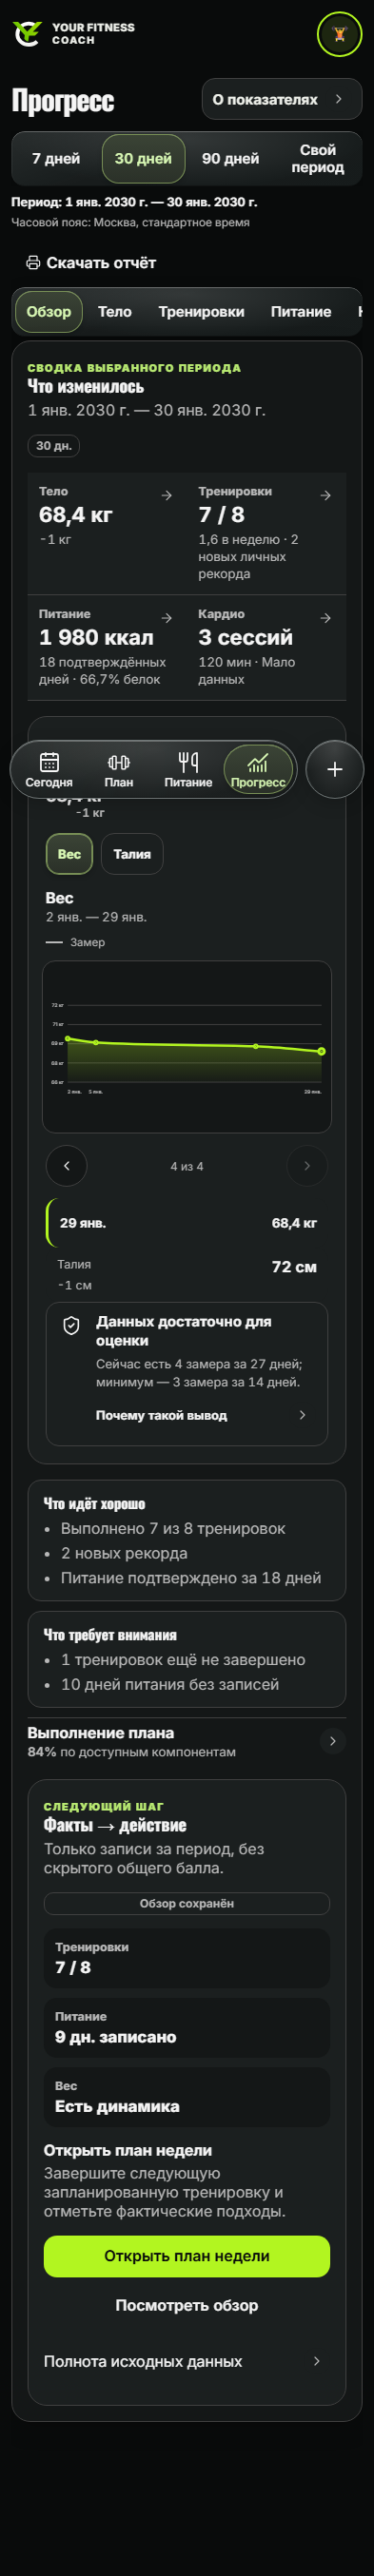 YOUR FITNESS
COACH
Прогресс
О показателях
7 дней
30 дней
90 дней
Свой
период
Период: 1 янв. 2030 г. — 30 янв. 2030 г.
Часовой пояс: Москва, стандартное время
Скачать отчёт
Обзор
Тело
Тренировки
Питание
СВОДКА ВЫБРАННОГО ПЕРИОДА
Что изменилось
1 янв. 2030 г. — 30 янв. 2030 г.
30 дн.
Тело
68,4 кг
-1 кг
Тренировки
7 / 8
1,6 в неделю · 2
новых личных
рекорда
Питание
1 980 ккал
18 подтверждённых
дней · 66,7% белок
Кардио
3 сессий
120 мин · Мало
данных
Сегодня
План
Питание
Прогресс
-1 кг
Вес
Талия
Вес
2 янв. — 29 янв.
Замер
72 кг
71 кг
69 кг
68 кг
66 кг
2 янв.
5 янв.
29 янв.
4 из 4
29 янв.
68,4 кг
Талия
72 см
-1 см
Данных достаточно для
оценки
Сейчас есть 4 замера за 27 дней;
минимум — 3 замера за 14 дней.
Почему такой вывод
Что идёт хорошо
• Выполнено 7 из 8 тренировок
• 2 новых рекорда
• Питание подтверждено за 18 дней
Что требует внимания
• 1 тренировок ещё не завершено
• 10 дней питания без записей
Выполнение плана
84% по доступным компонентам
СЛЕДУЮЩИЙ ШАГ
Факты → действие
Только записи за период, без
скрытого общего балла.
Обзор сохранён
Тренировки
7 / 8
Питание
9 дн. записано
Вес
Есть динамика
Открыть план недели
Завершите следующую
запланированную тренировку и
отметьте фактические подходы.
Открыть план недели
Посмотреть обзор
Полнота исходных данных